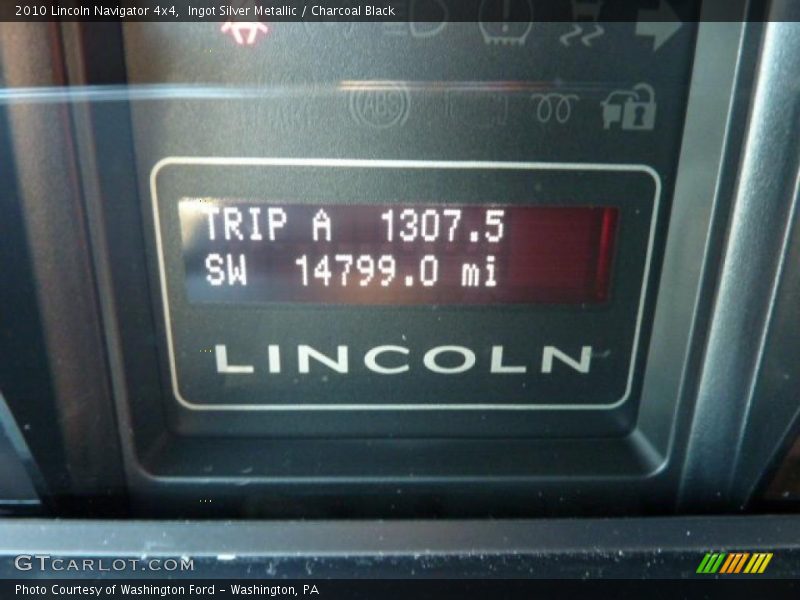 2010 Lincoln Navigator 4x4,  Ingot Silver Metallic / Charcoal Black
ABS
TRIP A 1307.5
SW 14799.0 mi
LINCOLN
GTCARLOT.COM
Photo Courtesy of Washington Ford - Washington, PA